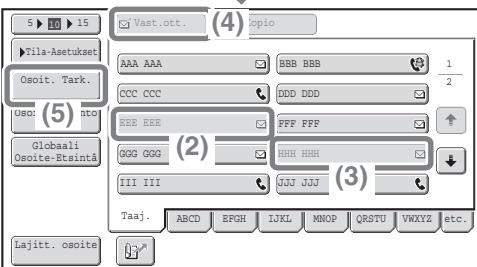 5 10 15
Vast.ott.
(4)
opio
Tila-Asetukset
AAA AAA
BBB BBB
1
2
Osoit. Tark.
CCC CCC
DDD DDD
(5)
nto
EEE EEE
FFF FFF
(2)
(3)
Globaali
Osoite-Etsintä
GGG GGG
HHH HHH
III III
JJJ JJJ
Taaj.
ABCD
EFGH
IJKL
MNOP
QRSTU
VWXYZ
etc.
Lajitt. osoite